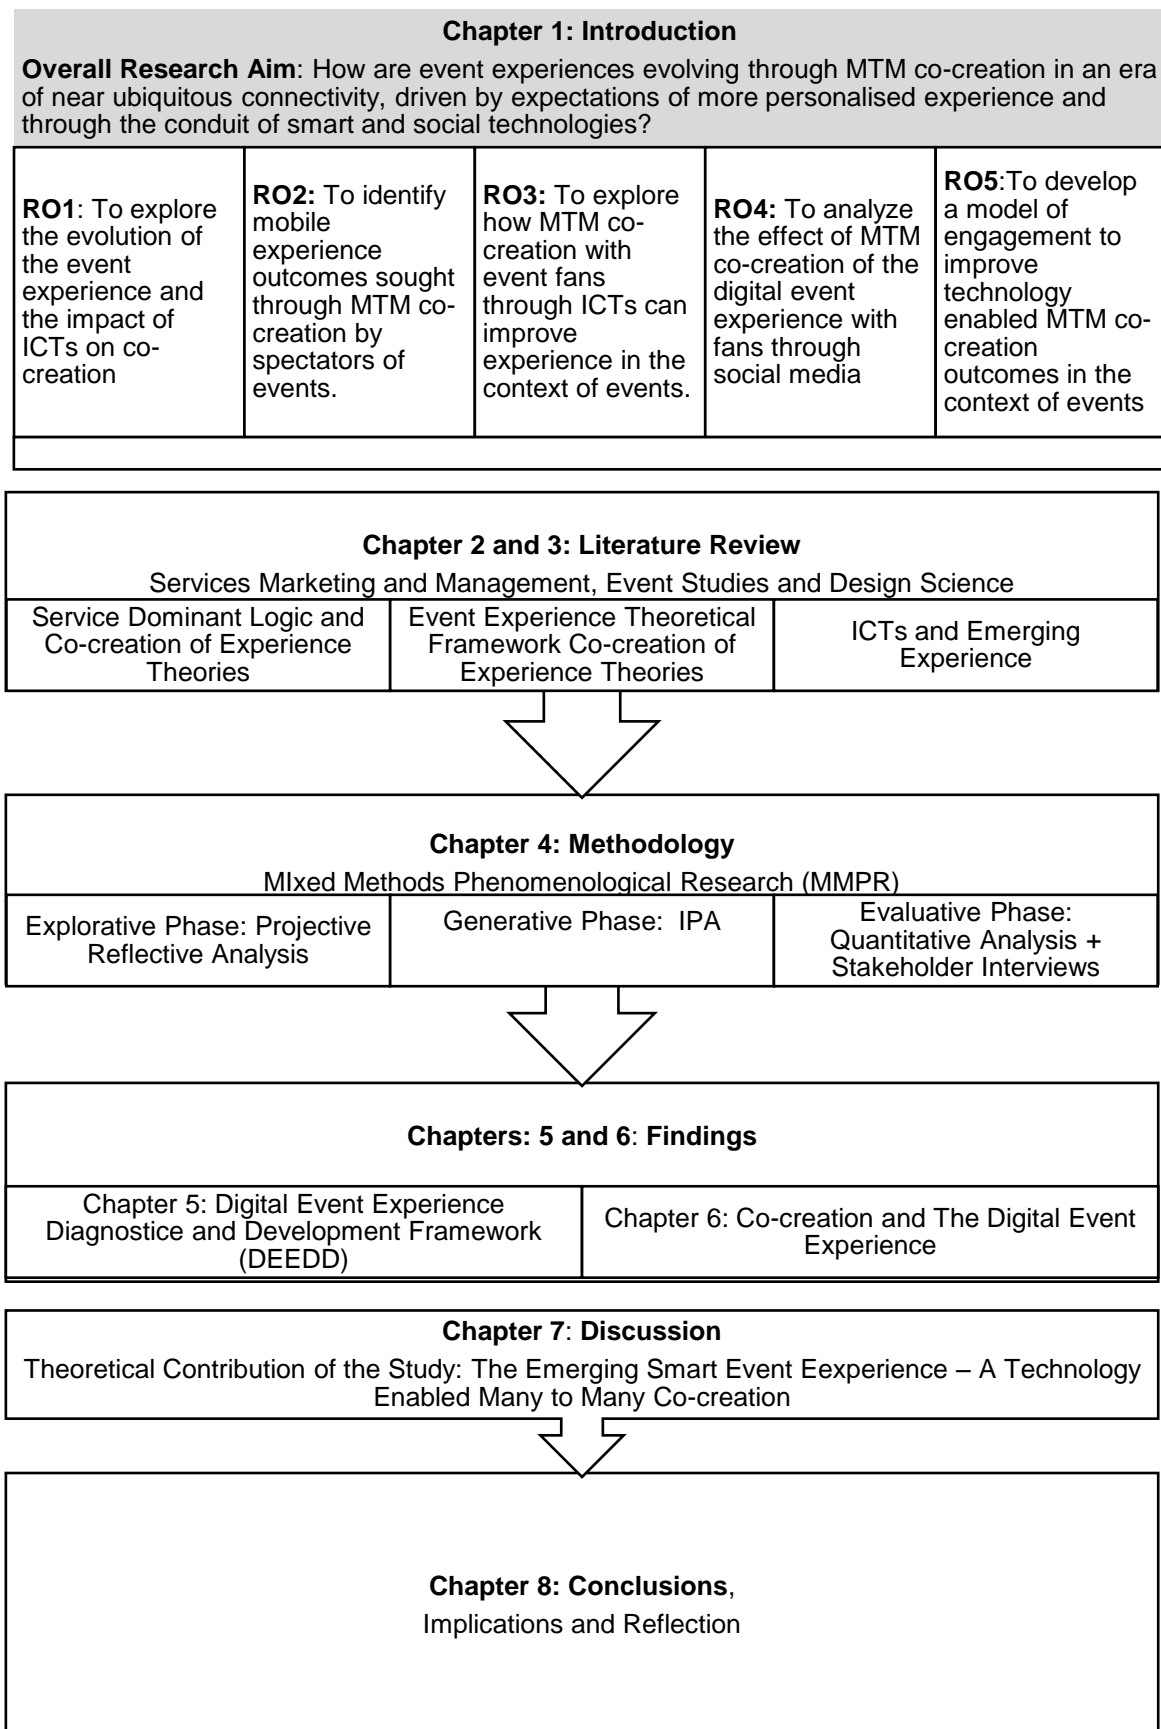 Chapter 1: Introduction
Overall Research Aim: How are event experiences evolving through MTM co-creation in an era
of near ubiquitous connectivity, driven by expectations of more personalised experience and
through the conduit of smart and social technologies?
RO1: To explore
the evolution of
the event
experience and
the impact of
ICTs on co-
creation
RO2: To identify
mobile
experience
outcomes sought
through MTM co-
creation by
spectators of
events.
RO3: To explore
how MTM co-
creation with
event fans
through ICTs can
improve
experience in the
context of events.
RO4: To analyze
the effect of MTM
co-creation of the
digital event
experience with
fans through
social media
RO5:To develop
a model of
engagement to
improve
technology
enabled MTM co-
creation
outcomes in the
context of events
Chapter 2 and 3: Literature Review
Services Marketing and Management, Event Studies and Design Science
Service Dominant Logic and
Co-creation of Experience
Theories
Event Experience Theoretical
Framework Co-creation of
Experience Theories
ICTs and Emerging
Experience
Chapter 4: Methodology
MIxed Methods Phenomenological Research (MMPR)
Explorative Phase: Projective
Reflective Analysis
Generative Phase: IPA
Evaluative Phase:
Quantitative Analysis +
Stakeholder Interviews
Chapters: 5 and 6: Findings
Chapter 5: Digital Event Experience
Diagnostice and Development Framework
(DEEDD)
Chapter 6: Co-creation and The Digital Event
Experience
Chapter 7: Discussion
Theoretical Contribution of the Study: The Emerging Smart Event Eexperience – A Technology
Enabled Many to Many Co-creation
Chapter 8: Conclusions,
Implications and Reflection